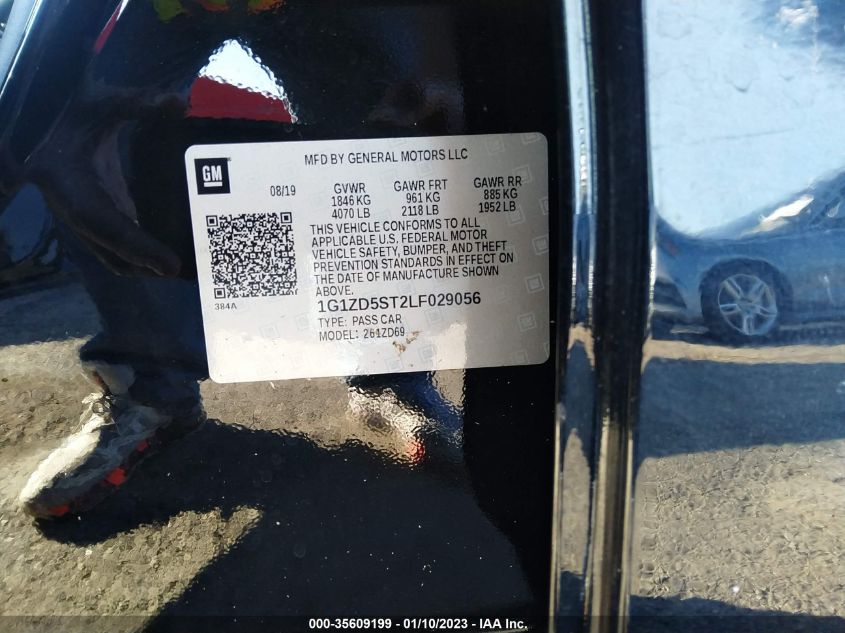 GM
MFD BY GENERAL MOTORS LLC
08/19
GVWR GAWR FRT GAWR RR
1846 KG 961 KG 885 KG
4070 LB 2118 LB 1952 LB
THIS VEHICLE CONFORMS TO ALL
APPLICABLE U.S. FEDERAL MOTOR
VEHICLE SAFETY, BUMPER, AND THEFT
PREVENTION STANDARDS IN EFFECT ON
THE DATE OF MANUFACTURE SHOWN
ABOVE.
384A
1G1ZD5ST2LF029056
TYPE: PASS CAR
MODEL: 261ZD69
000-35609199 — 01/10/2023 — IAA Inc.